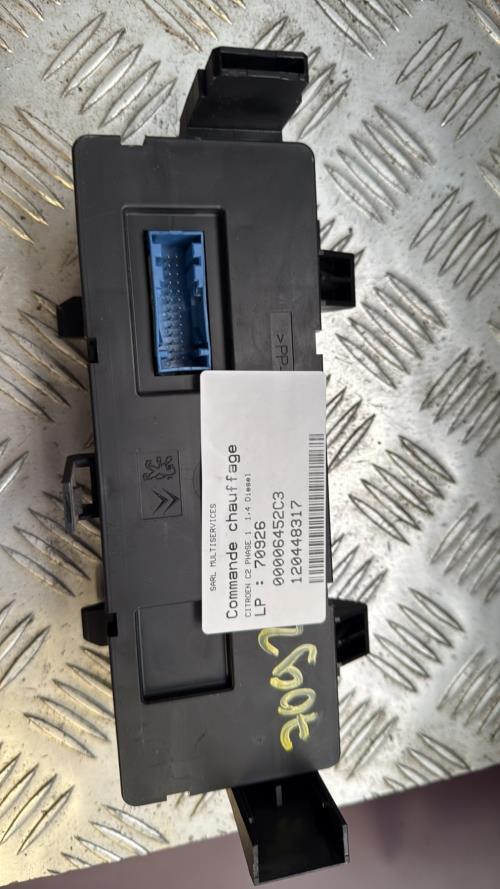 SARL MULTISERVICES
Commande chauffage
CITROEN C2 PHASE 1 1.4 Diesel
LP : 70926
00006452C3
120448317
>PP